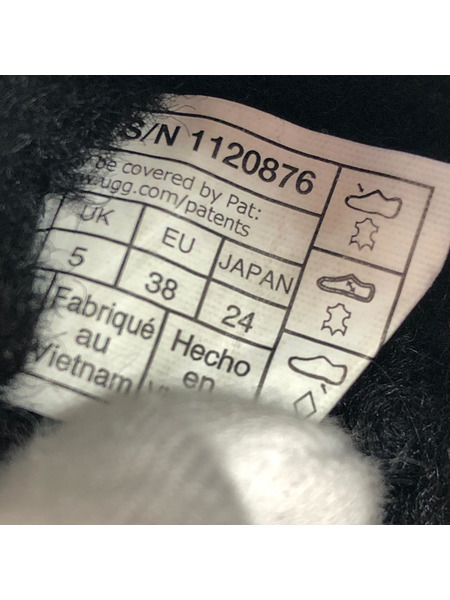 S/N 1120876
be covered by Pat:
ugg.com/patents
UK EU JAPAN
5 38 24
Fabriqué
au
Vietnam
Hecho
en